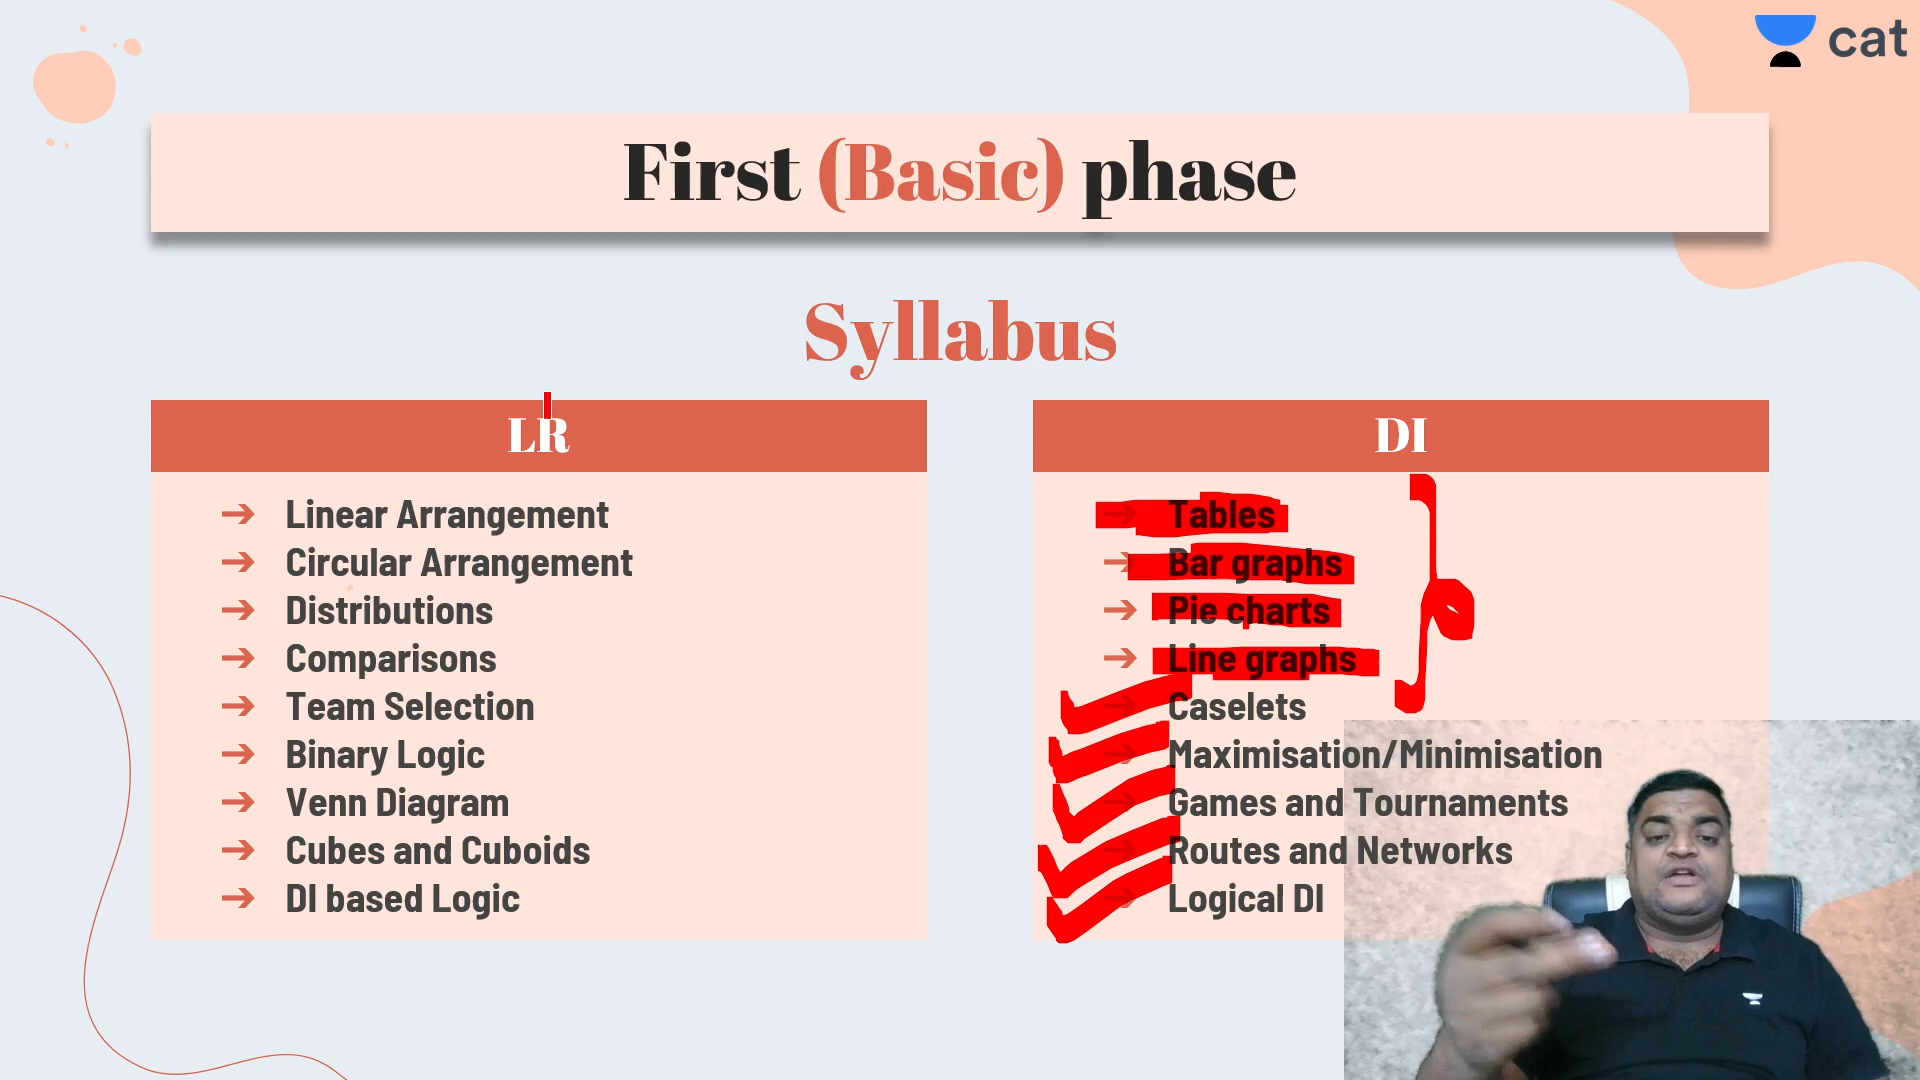 cat
First (Basic) phase
Syllabus
LR
Linear Arrangement
Circular Arrangement
Distributions
Comparisons
Team Selection
Binary Logic
Venn Diagram
Cubes and Cuboids
DI based Logic
DI
Tables
Bar graphs
Pie charts
Line graphs
Caselets
Maximisation/Minimisation
Games and Tournaments
Routes and Networks
Logical DI